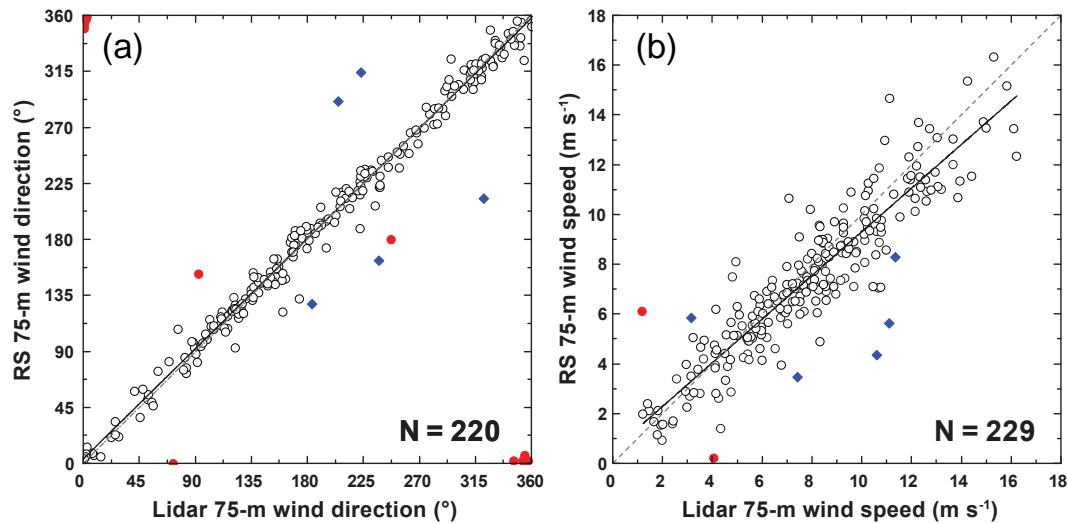 (a)
RS 75-m wind direction (°)
360
315
270
225
180
135
90
45
0
N = 220
0 45 90 135 180 225 270 315 360
Lidar 75-m wind direction (°)
(b)
RS 75-m wind speed (m s⁻¹)
18
16
14
12
10
8
6
4
2
0
N = 229
0 2 4 6 8 10 12 14 16 18
Lidar 75-m wind speed (m s⁻¹)